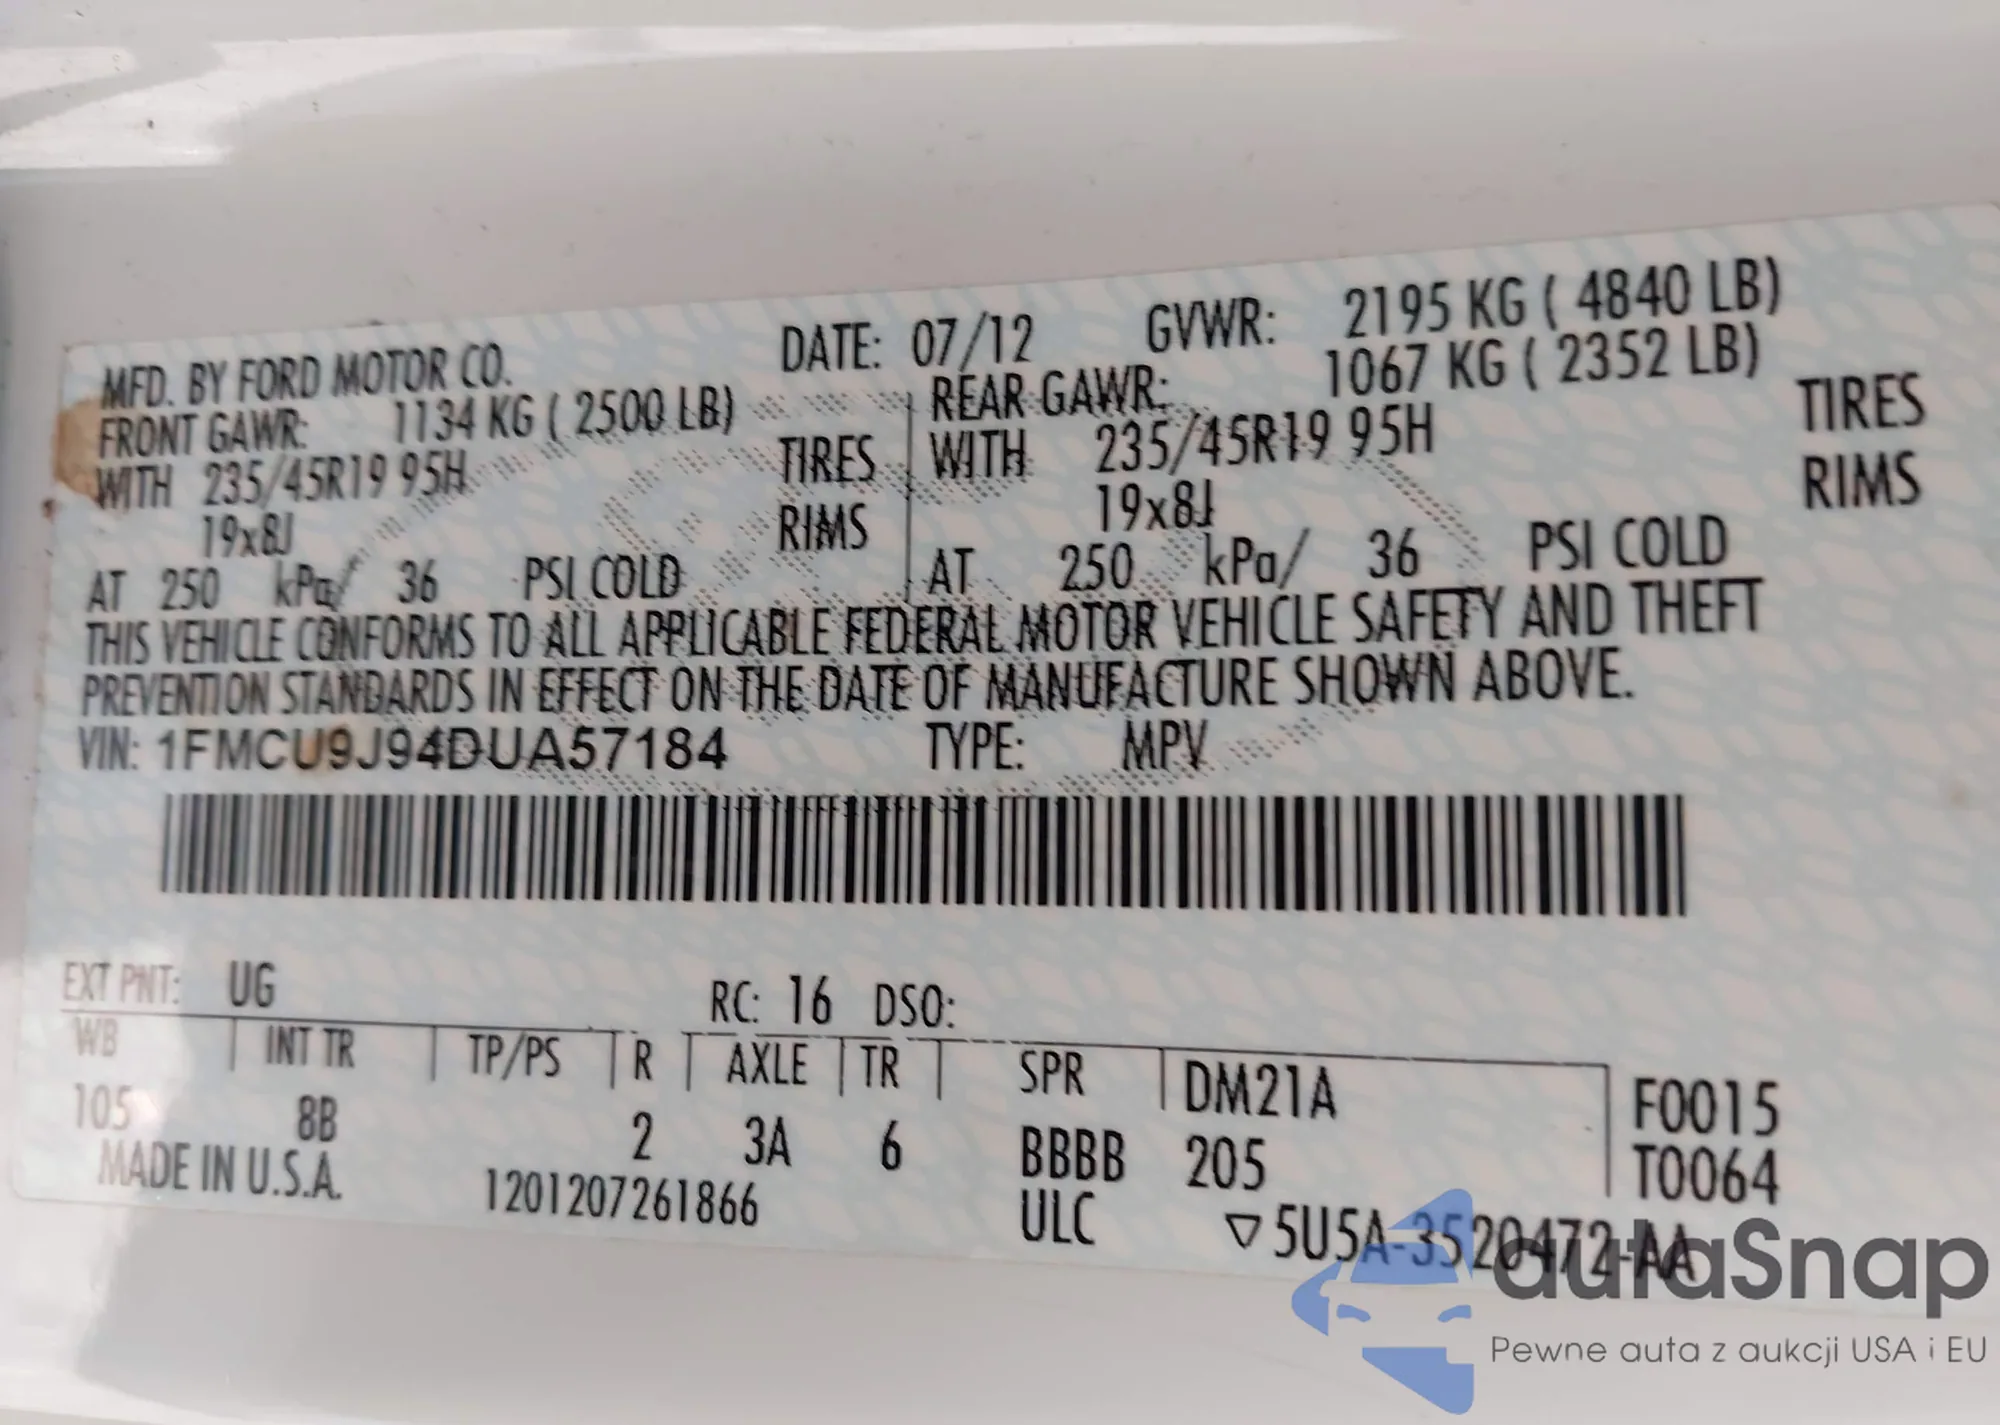 MFD. BY FORD MOTOR CO. DATE: 07/12 GVWR: 2195 KG ( 4840 LB)
FRONT GAWR: 1134 KG ( 2500 LB) REAR GAWR: 1067 KG ( 2352 LB)
WITH 235/45R19 95H TIRES WITH 235/45R19 95H TIRES
19x8J RIMS 19x8J RIMS
AT 250 kPa/ 36 PSI COLD AT 250 kPa/ 36 PSI COLD
THIS VEHICLE CONFORMS TO ALL APPLICABLE FEDERAL MOTOR VEHICLE SAFETY AND THEFT
PREVENTION STANDARDS IN EFFECT ON THE DATE OF MANUFACTURE SHOWN ABOVE.
VIN: 1FMCU9J94DUA57184 TYPE: MPV
EXT PNT: UG RC: 16 DSO:
WB INT TR TP/PS R AXLE TR SPR DM21A F0015
105 8B 2 3A 6 BBBB 205 T0064
MADE IN U.S.A. 1201207261866 ULC ▽5U5A-3520472-AA
autaSnap
Pewne auta z aukcji USA i EU